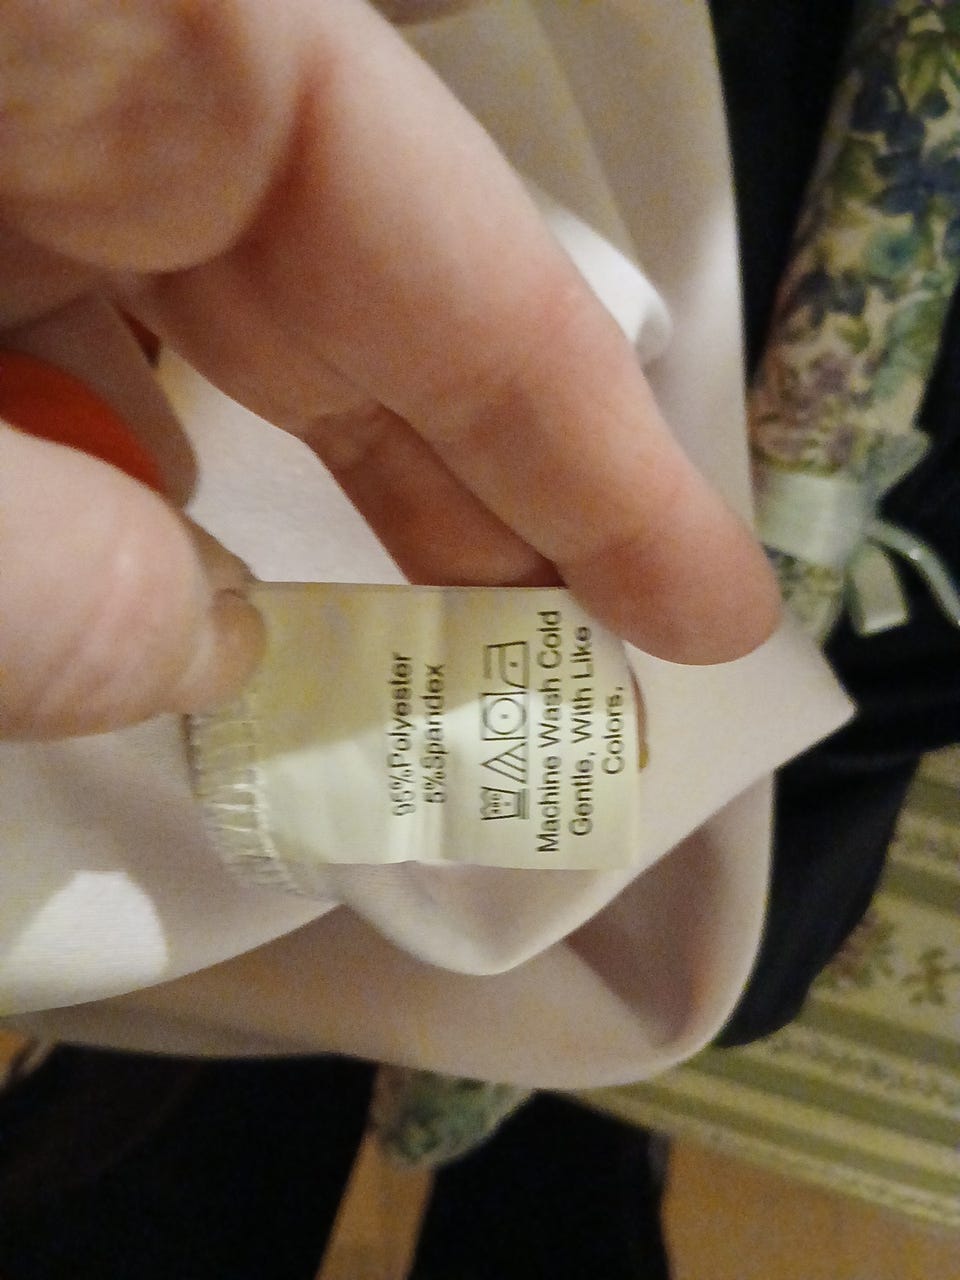 95%Polyester
5%Spandex
Machine Wash Cold
Gentle, With Like
Colors,